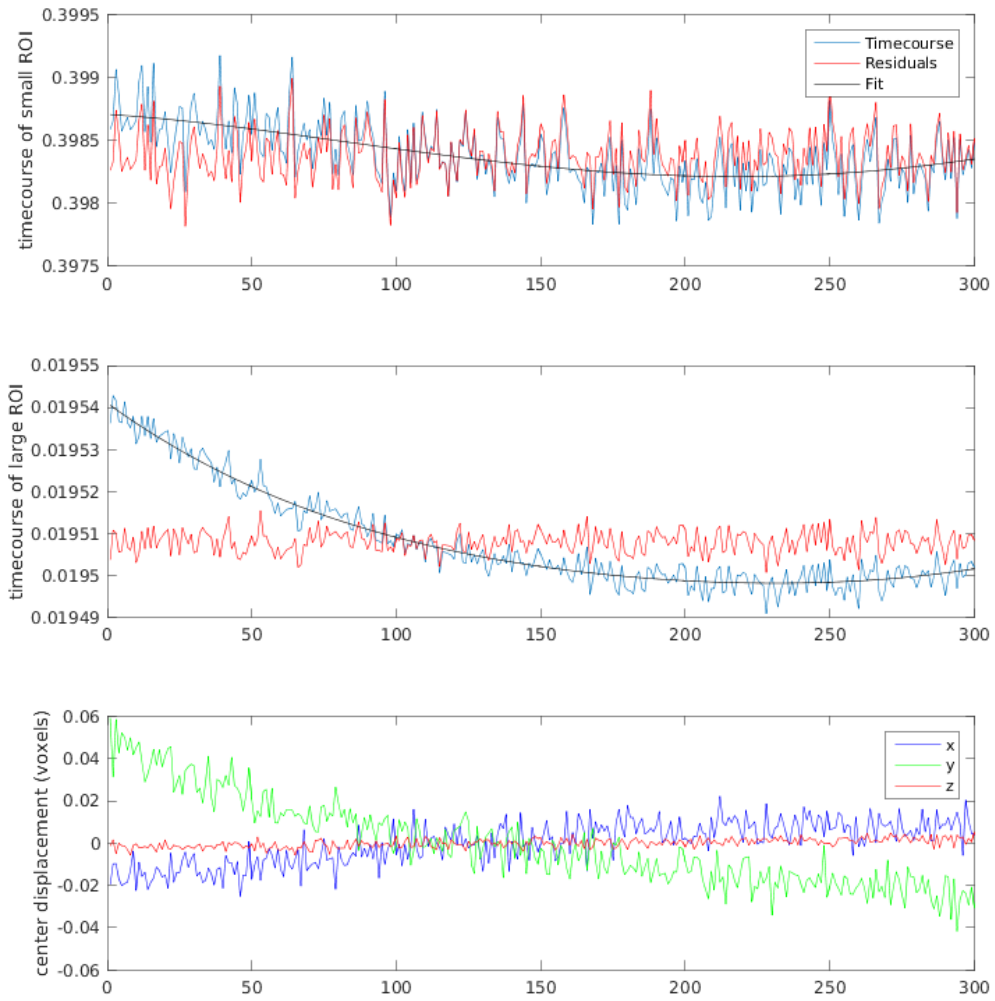 0.3995
0.399
0.3985
0.398
0.3975
timecourse of small ROI
Timecourse
Residuals
Fit
0 50 100 150 200 250 300
0.01955
0.01954
0.01953
0.01952
0.01951
0.0195
0.01949
timecourse of large ROI
0 50 100 150 200 250 300
0.06
0.04
0.02
0
-0.02
-0.04
-0.06
center displacement (voxels)
x
y
z
0 50 100 150 200 250 300